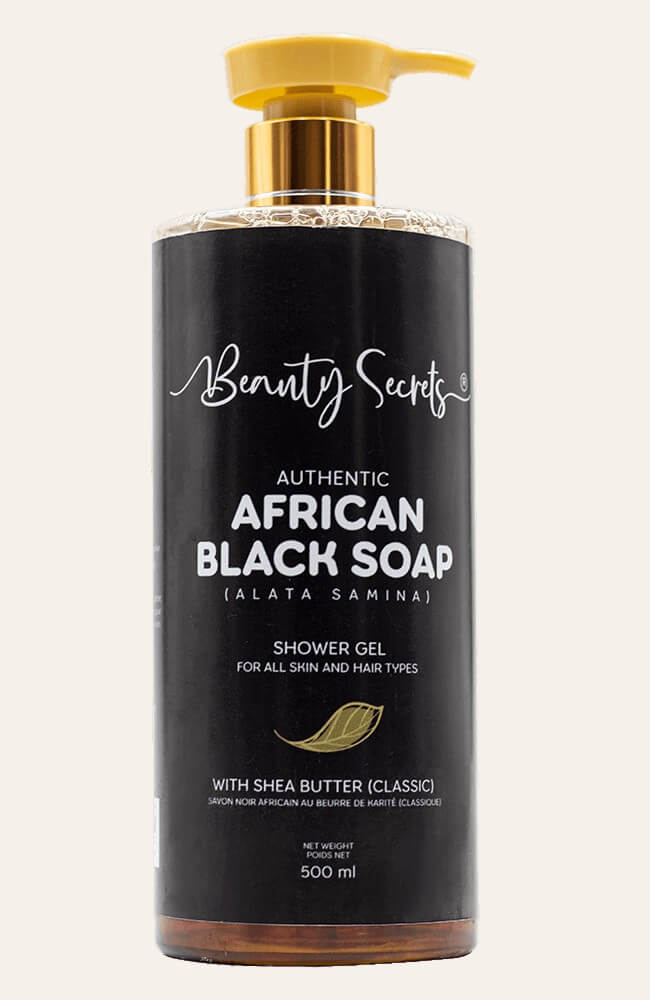 Beauty Secrets®
AUTHENTIC
AFRICAN
BLACK SOAP
(ALATA SAMINA)
SHOWER GEL
FOR ALL SKIN AND HAIR TYPES
WITH SHEA BUTTER (CLASSIC)
SAVON NOIR AFRICAIN AU BEURRE DE KARITÉ (CLASSIQUE)
NET WEIGHT
POIDS NET
500 ml